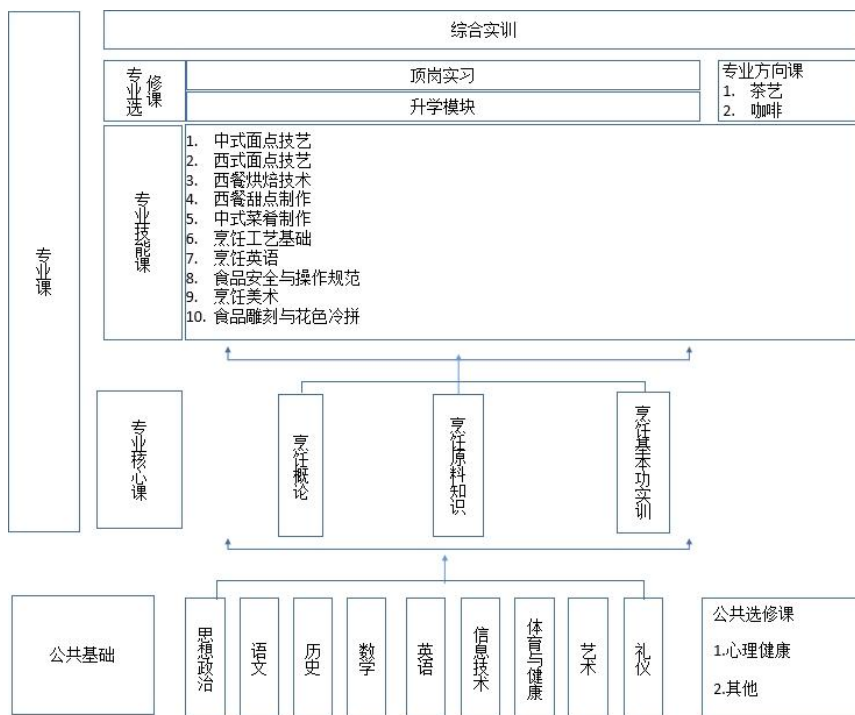 综合实训
专业选修课
顶岗实习
升学模块
专业方向课
1. 茶艺
2. 咖啡
专业课
专业技能课
1. 中式面点技艺
2. 西式面点技艺
3. 西餐烘焙技术
4. 西餐甜点制作
5. 中式菜肴制作
6. 烹饪工艺基础
7. 烹饪英语
8. 食品安全与操作规范
9. 烹饪美术
10. 食品雕刻与花色冷拼
专业核心课
烹饪概论
烹饪原料知识
烹饪基本功实训
公共基础
思想政治
语文
历史
数学
英语
信息技术
体育与健康
艺术
礼仪
公共选修课
1.心理健康
2.其他